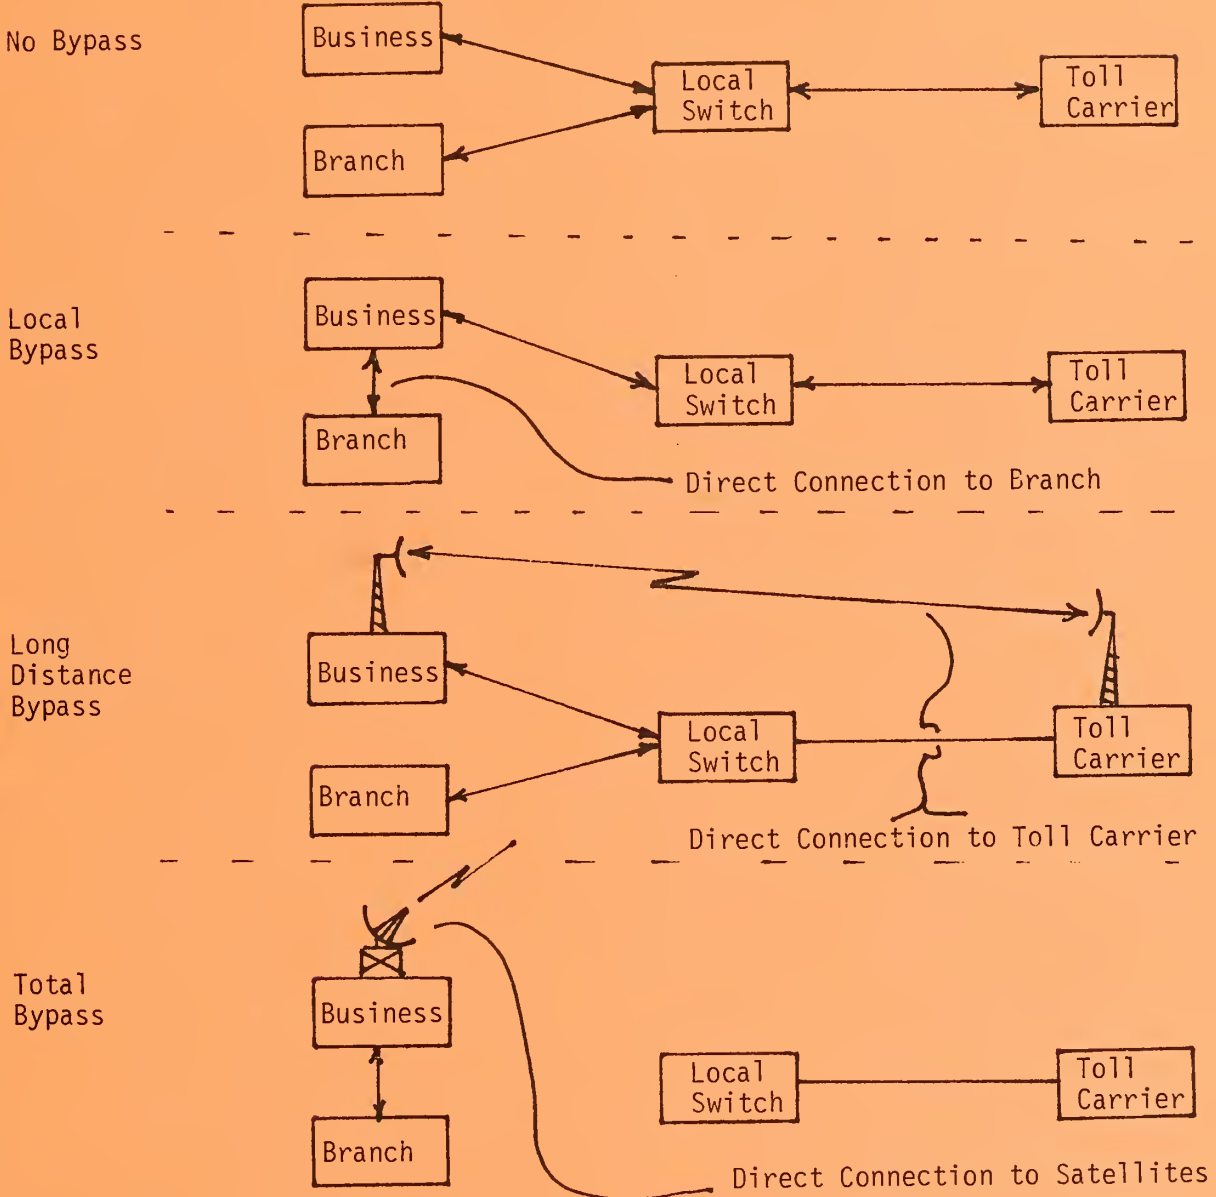 No Bypass
Business
Branch
Local
Switch
Toll
Carrier
Local
Bypass
Business
Branch
Local
Switch
Toll
Carrier
Direct Connection to Branch
Long
Distance
Bypass
Business
Branch
Local
Switch
Toll
Carrier
Direct Connection to Toll Carrier
Total
Bypass
Business
Branch
Local
Switch
Toll
Carrier
Direct Connection to Satellites